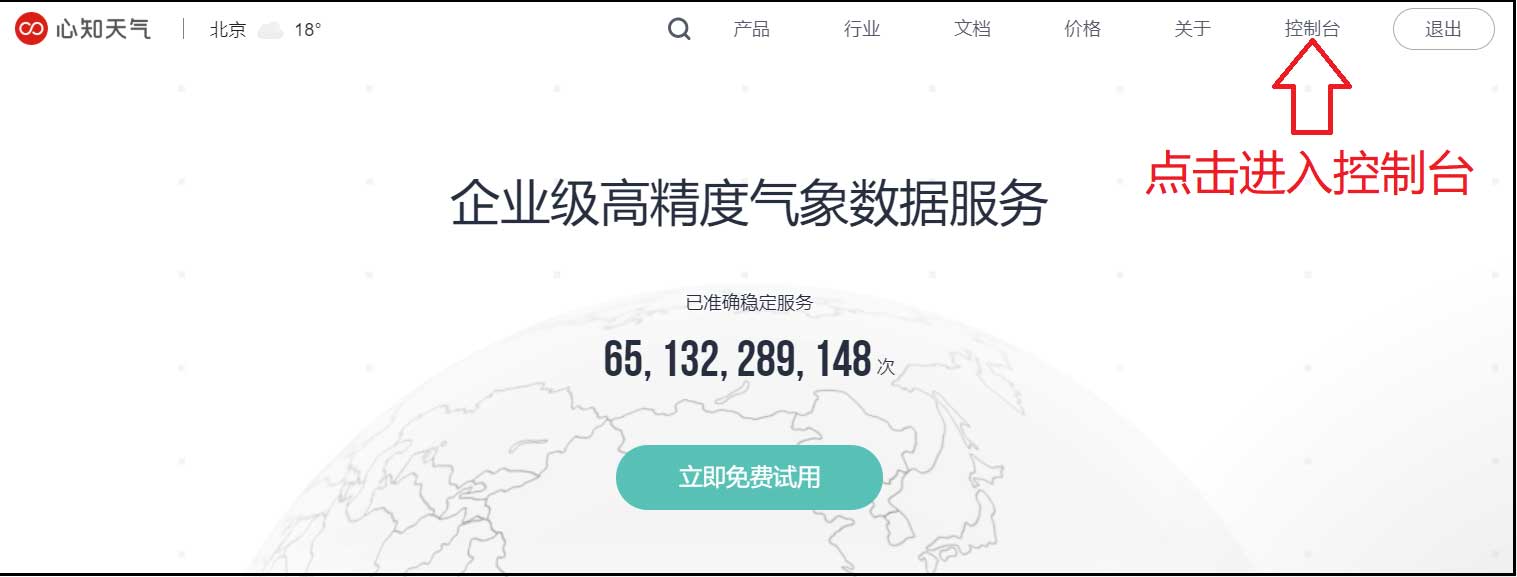 心知天气 北京 18° 产品 行业 文档 价格 关于 控制台 退出
点击进入控制台
企业级高精度气象数据服务
已准确稳定服务
65, 132, 289, 148 次
立即免费试用